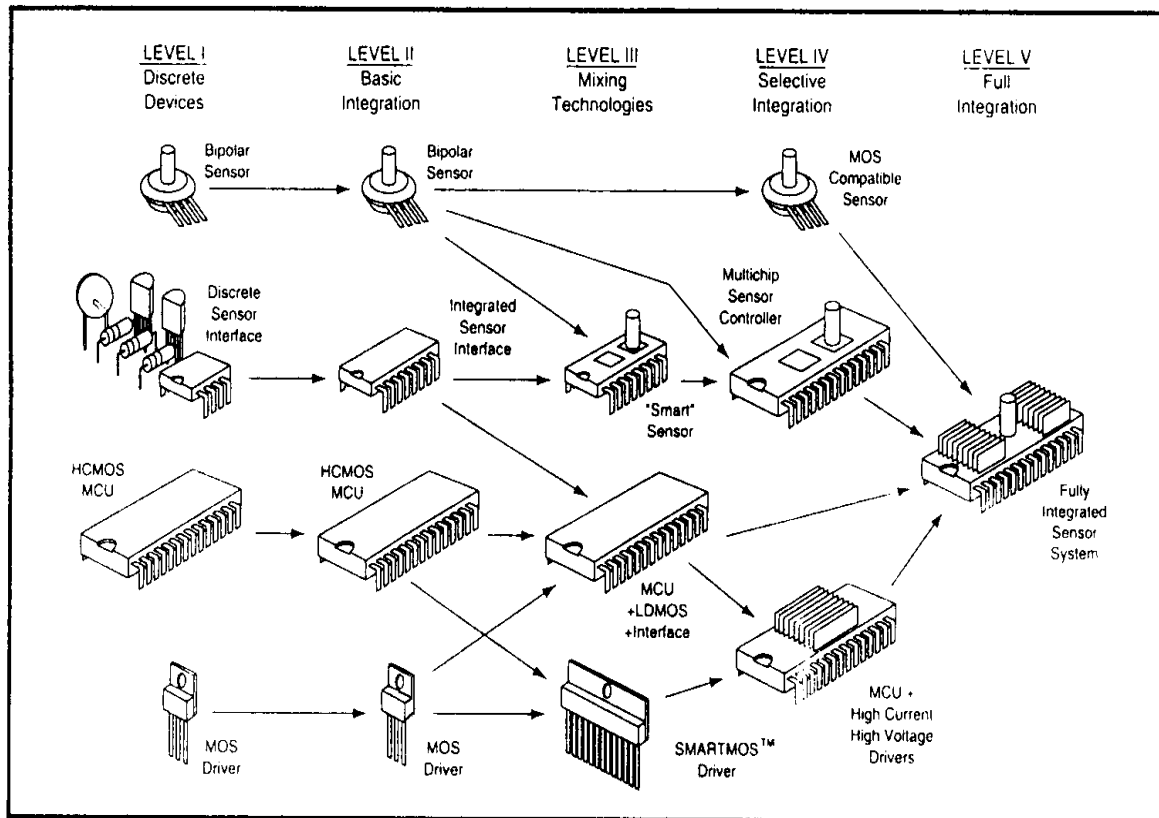 LEVEL I
Discrete
Devices
LEVEL II
Basic
Integration
LEVEL III
Mixing
Technologies
LEVEL IV
Selective
Integration
LEVEL V
Full
Integration
Bipolar
Sensor
Bipolar
Sensor
MOS
Compatible
Sensor
Discrete
Sensor
Interface
Integrated
Sensor
Interface
"Smart"
Sensor
Multichip
Sensor
Controller
HCMOS
MCU
HCMOS
MCU
MCU
+LDMOS
+Interface
Fully
Integrated
Sensor
System
MOS
Driver
MOS
Driver
SMARTMOS™
Driver
MCU +
High Current
High Voltage
Drivers